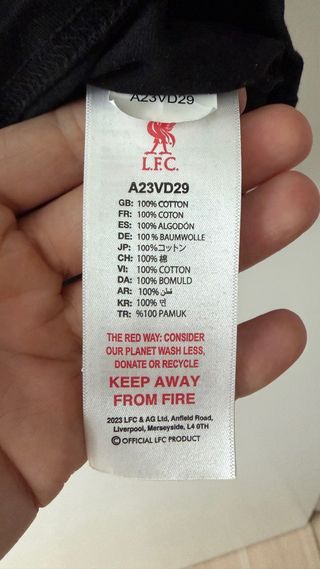 A23VD29
L.F.C.
A23VD29
GB: 100% COTTON
FR: 100% COTON
ES: 100% ALGODÓN
DE: 100% BAUMWOLLE
JP: 100%コットン
CH: 100% 棉
VI: 100% COTTON
DA: 100% BOMULD
AR: 100% قطن
KR: 100% 면
TR: %100 PAMUK
THE RED WAY: CONSIDER
OUR PLANET WASH LESS,
DONATE OR RECYCLE
KEEP AWAY
FROM FIRE
2023 LFC & AG Ltd, Anfield Road,
Liverpool, Merseyside, L4 0TH
© OFFICIAL LFC PRODUCT